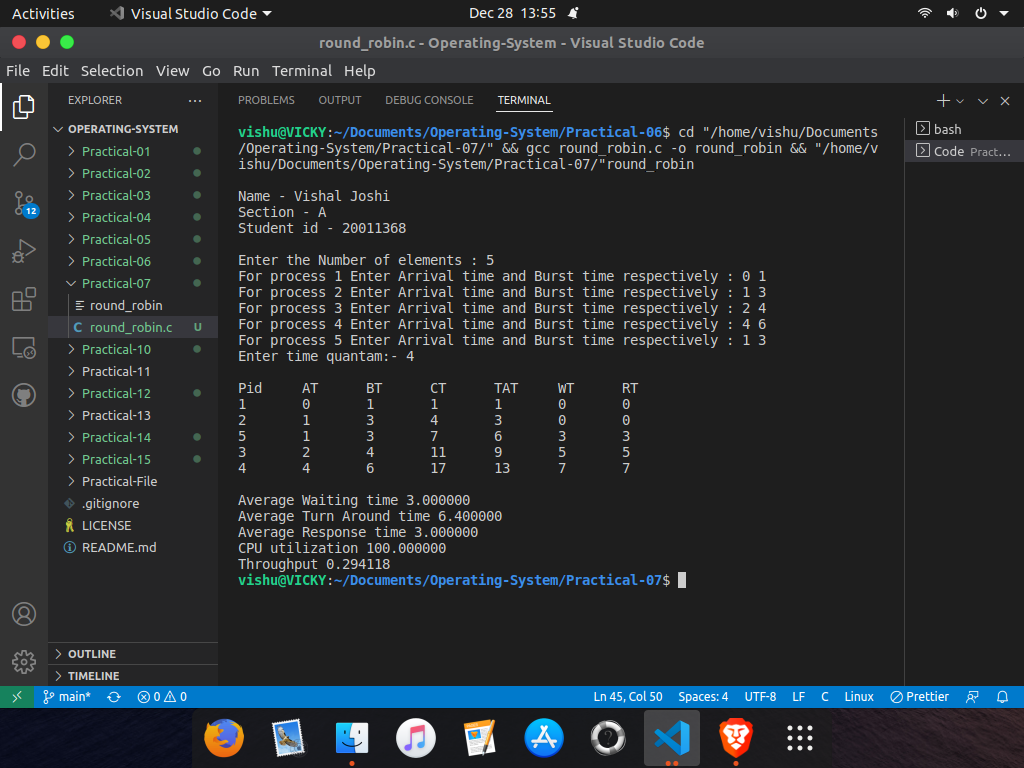 Activities Visual Studio Code Dec 28 13:55
round_robin.c - Operating-System - Visual Studio Code
File Edit Selection View Go Run Terminal Help
EXPLORER ... PROBLEMS OUTPUT DEBUG CONSOLE TERMINAL
OPERATING-SYSTEM
Practical-01
Practical-02
Practical-03
Practical-04
Practical-05
Practical-06
Practical-07
round_robin
C round_robin.c U
Practical-10
Practical-11
Practical-12
Practical-13
Practical-14
Practical-15
Practical-File
.gitignore
LICENSE
README.md
OUTLINE
TIMELINE
12
vishu@VICKY:~/Documents/Operating-System/Practical-06$ cd "/home/vishu/Documents
/Operating-System/Practical-07/" && gcc round_robin.c -o round_robin && "/home/v
ishu/Documents/Operating-System/Practical-07/"round_robin
Name - Vishal Joshi
Section - A
Student id - 20011368
Enter the Number of elements : 5
For process 1 Enter Arrival time and Burst time respectively : 0 1
For process 2 Enter Arrival time and Burst time respectively : 1 3
For process 3 Enter Arrival time and Burst time respectively : 2 4
For process 4 Enter Arrival time and Burst time respectively : 4 6
For process 5 Enter Arrival time and Burst time respectively : 1 3
Enter time quantam:- 4
Pid AT BT CT TAT WT RT
1 0 1 1 1 0 0
2 1 3 4 3 0 0
5 1 3 7 6 3 3
3 2 4 11 9 5 5
4 4 6 17 13 7 7
Average Waiting time 3.000000
Average Turn Around time 6.400000
Average Response time 3.000000
CPU utilization 100.000000
Throughput 0.294118
vishu@VICKY:~/Documents/Operating-System/Practical-07$
bash
Code Pract...
main* 0 0 Ln 45, Col 50 Spaces: 4 UTF-8 LF C Linux Prettier